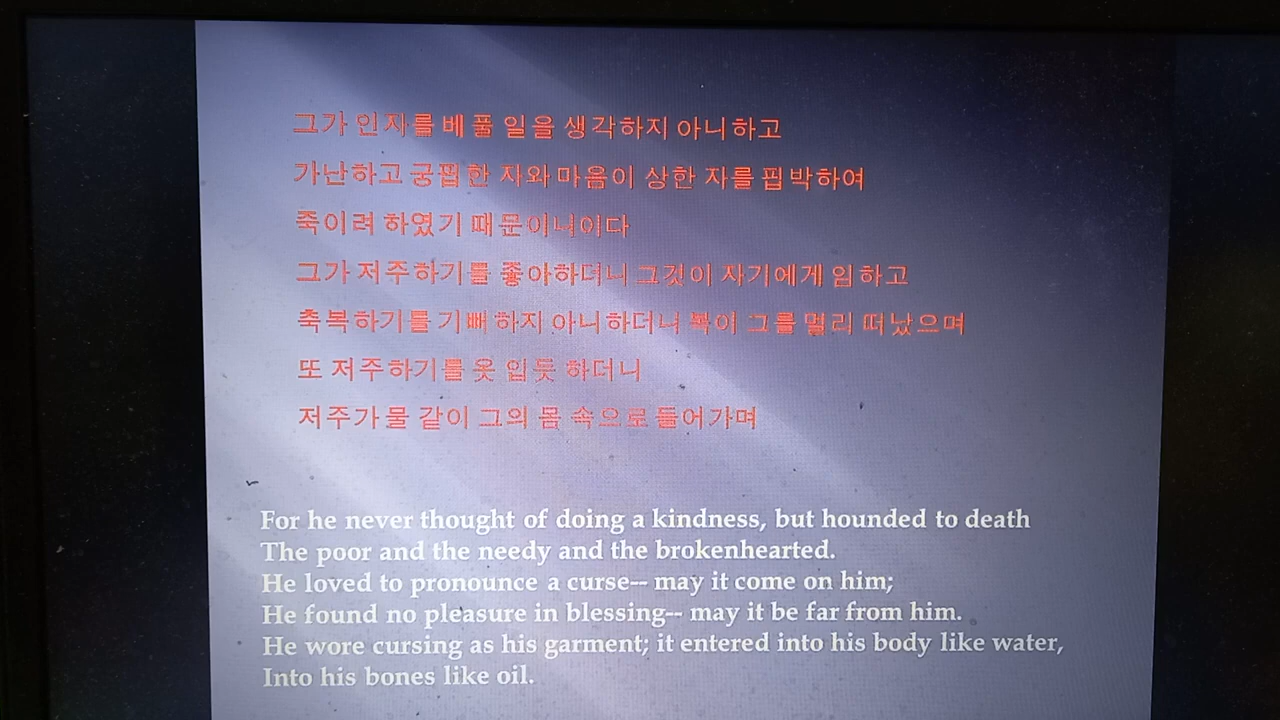 그가 인자를 베풀 일을 생각하지 아니하고
가난하고 궁핍한 자와 마음이 상한 자를 핍박하여
죽이려 하였기 때문이니이다
그가 저주하기를 좋아하더니 그것이 자기에게 임하고
축복하기를 기뻐하지 아니하더니 복이 그를 멀리 떠났으며
또 저주하기를 옷 입듯 하더니
저주가 물 같이 그의 몸 속으로 들어가며
For he never thought of doing a kindness, but hounded to death
The poor and the needy and the brokenhearted.
He loved to pronounce a curse-- may it come on him;
He found no pleasure in blessing-- may it be far from him.
He wore cursing as his garment; it entered into his body like water,
Into his bones like oil.